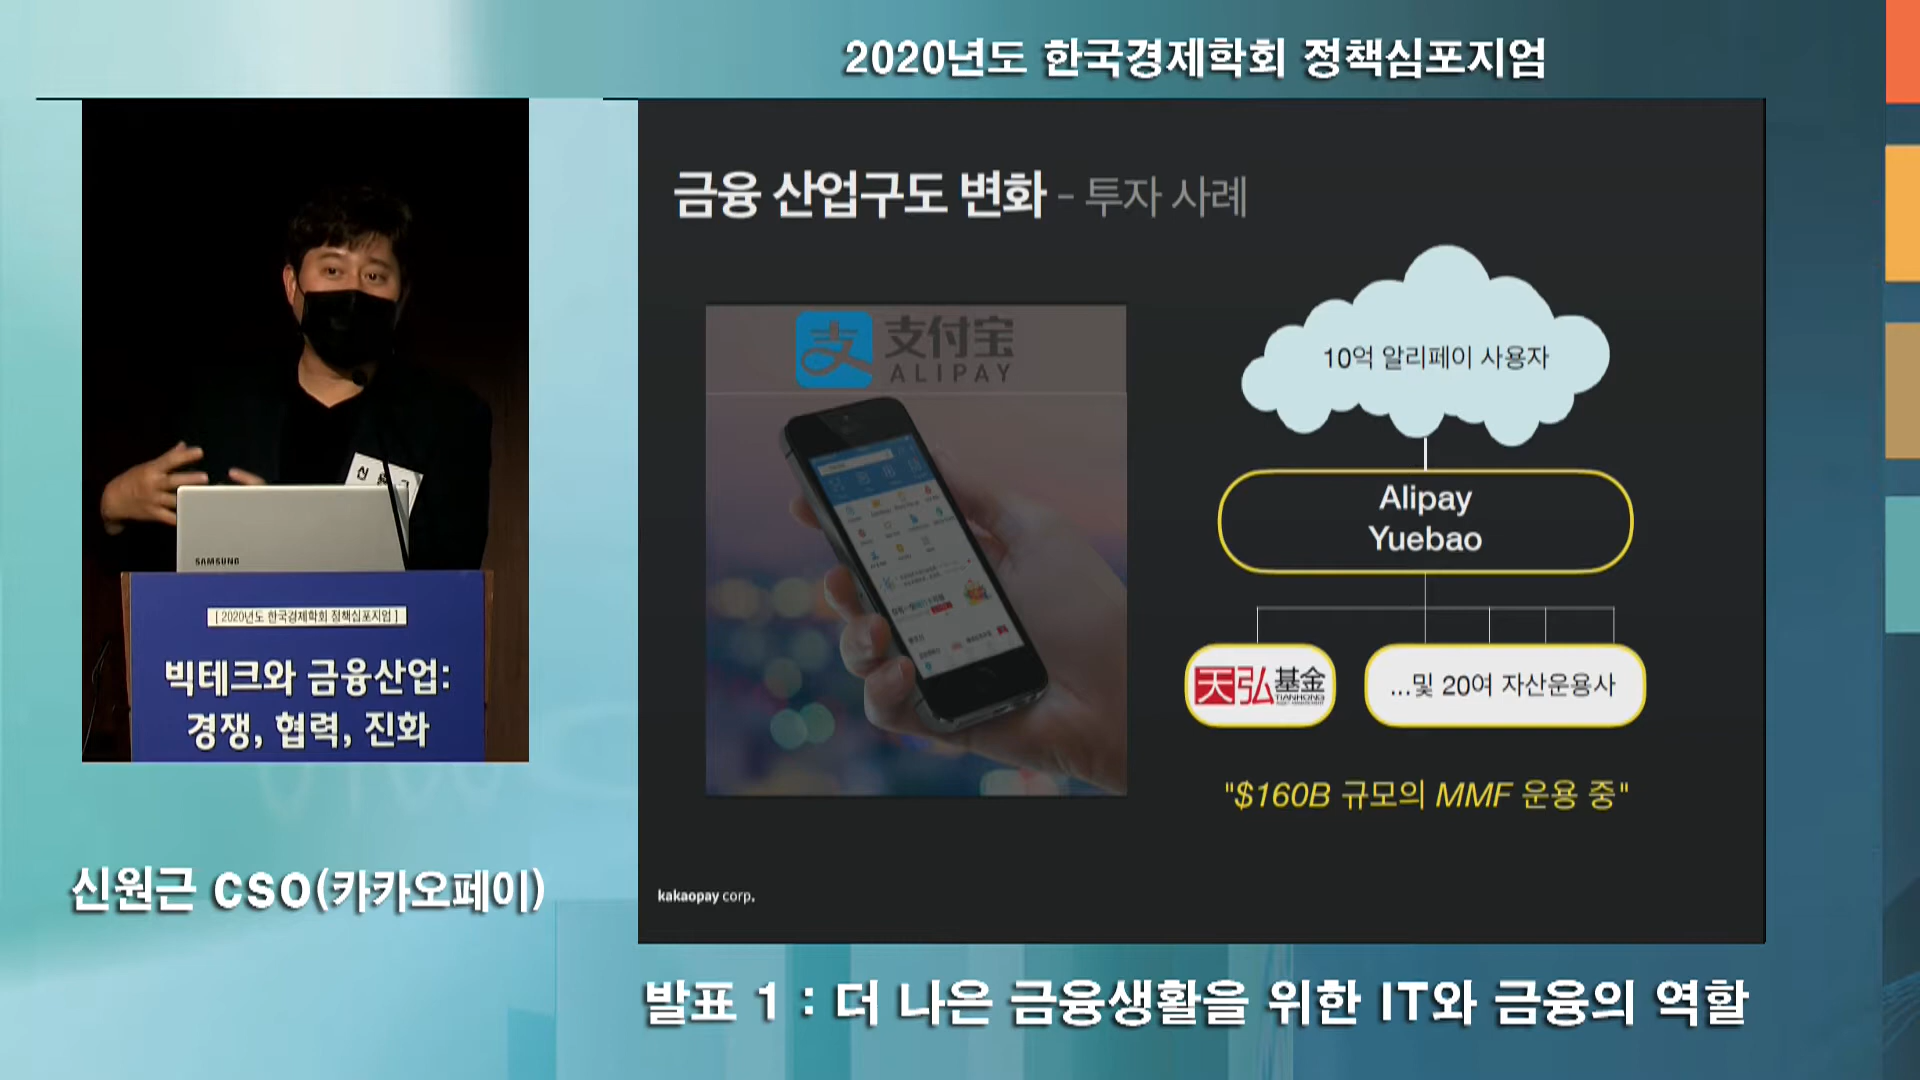 2020년도 한국경제학회 정책심포지엄
금융 산업구도 변화 - 투자 사례
支付宝
ALIPAY
10억 알리페이 사용자
Alipay
Yuebao
天弘基金
TIANHONG
...및 20여 자산운용사
"$160B 규모의 MMF 운용 중"
kakaopay corp.
SAMSUNG
[ 2020년도 한국경제학회 정책심포지엄 ]
빅테크와 금융산업:
경쟁, 협력, 진화
신원근 CSO(카카오페이)
발표 1 : 더 나은 금융생활을 위한 IT와 금융의 역할